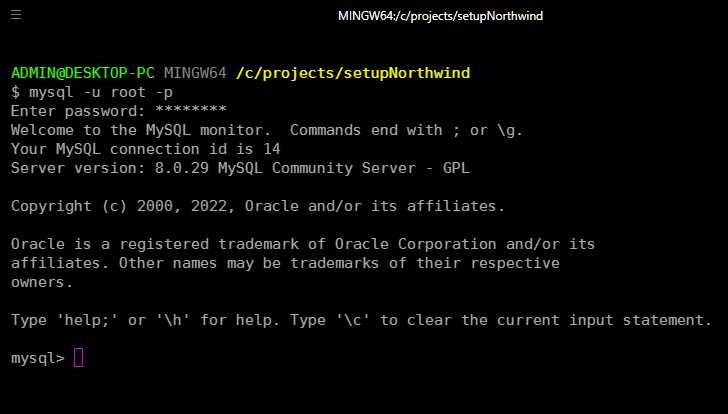 MINGW64:/c/projects/setupNorthwind
ADMIN@DESKTOP-PC MINGW64 /c/projects/setupNorthwind
$ mysql -u root -p
Enter password: ********
Welcome to the MySQL monitor.  Commands end with ; or \g.
Your MySQL connection id is 14
Server version: 8.0.29 MySQL Community Server - GPL
Copyright (c) 2000, 2022, Oracle and/or its affiliates.
Oracle is a registered trademark of Oracle Corporation and/or its
affiliates. Other names may be trademarks of their respective
owners.
Type 'help;' or '\h' for help. Type '\c' to clear the current input statement.
mysql>